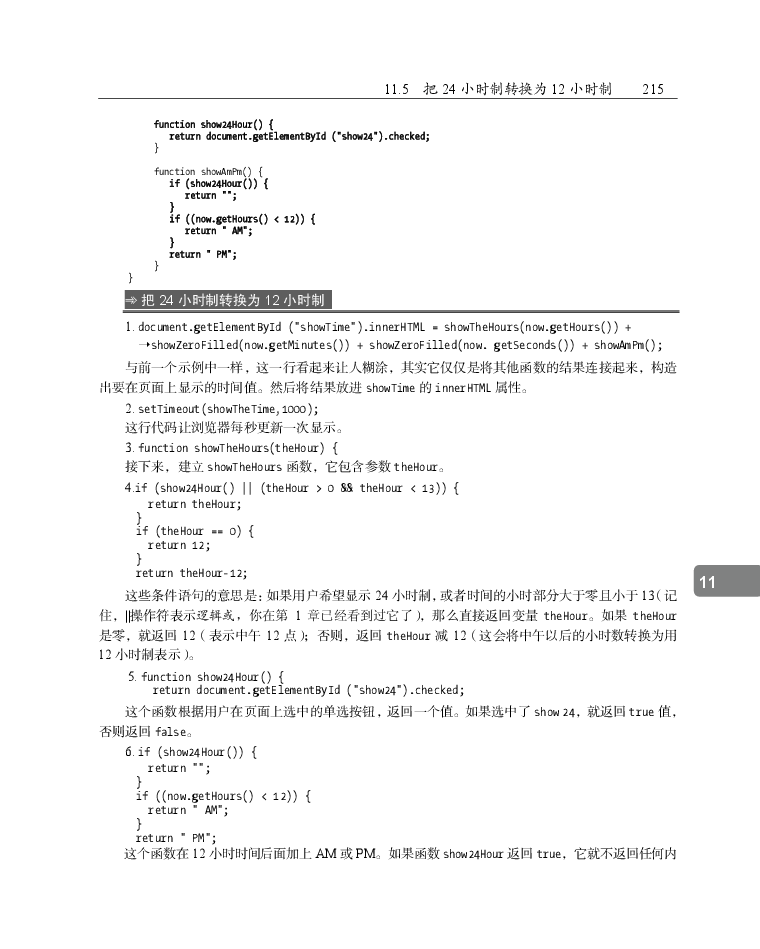 11.5 把 24 小时制转换为 12 小时制 215
function show24Hour() {
return document.getElementById ("show24").checked;
}
function showAmPm() {
if (show24Hour()) {
return "";
}
if ((now.getHours() < 12)) {
return " AM";
}
return " PM";
}
}
➾ 把 24 小时制转换为 12 小时制
1. document.getElementById ("showTime").innerHTML = showTheHours(now.getHours()) +
➝showZeroFilled(now.getMinutes()) + showZeroFilled(now. getSeconds()) + showAmPm();
与前一个示例中一样，这一行看起来让人糊涂，其实它仅仅是将其他函数的结果连接起来，构造
出要在页面上显示的时间值。然后将结果放进 showTime 的 innerHTML 属性。
2. setTimeout(showTheTime,1000);
这行代码让浏览器每秒更新一次显示。
3. function showTheHours(theHour) {
接下来，建立 showTheHours 函数，它包含参数 theHour。
4.if (show24Hour() || (theHour > 0 && theHour < 13)) {
return theHour;
}
if (theHour == 0) {
return 12;
}
return theHour-12;
这些条件语句的意思是：如果用户希望显示 24 小时制，或者时间的小时部分大于零且小于 13（记
住，||操作符表示逻辑或，你在第 1 章已经看到过它了），那么直接返回变量 theHour。如果 theHour
是零，就返回 12（表示中午 12 点）；否则，返回 theHour 减 12（这会将中午以后的小时数转换为用
12 小时制表示）。
5. function show24Hour() {
return document.getElementById ("show24").checked;
这个函数根据用户在页面上选中的单选按钮，返回一个值。如果选中了 show 24，就返回 true 值，
否则返回 false。
6. if (show24Hour()) {
return "";
}
if ((now.getHours() < 12)) {
return " AM";
}
return " PM";
这个函数在 12 小时时间后面加上 AM 或 PM。如果函数 show24Hour 返回 true，它就不返回任何内
11